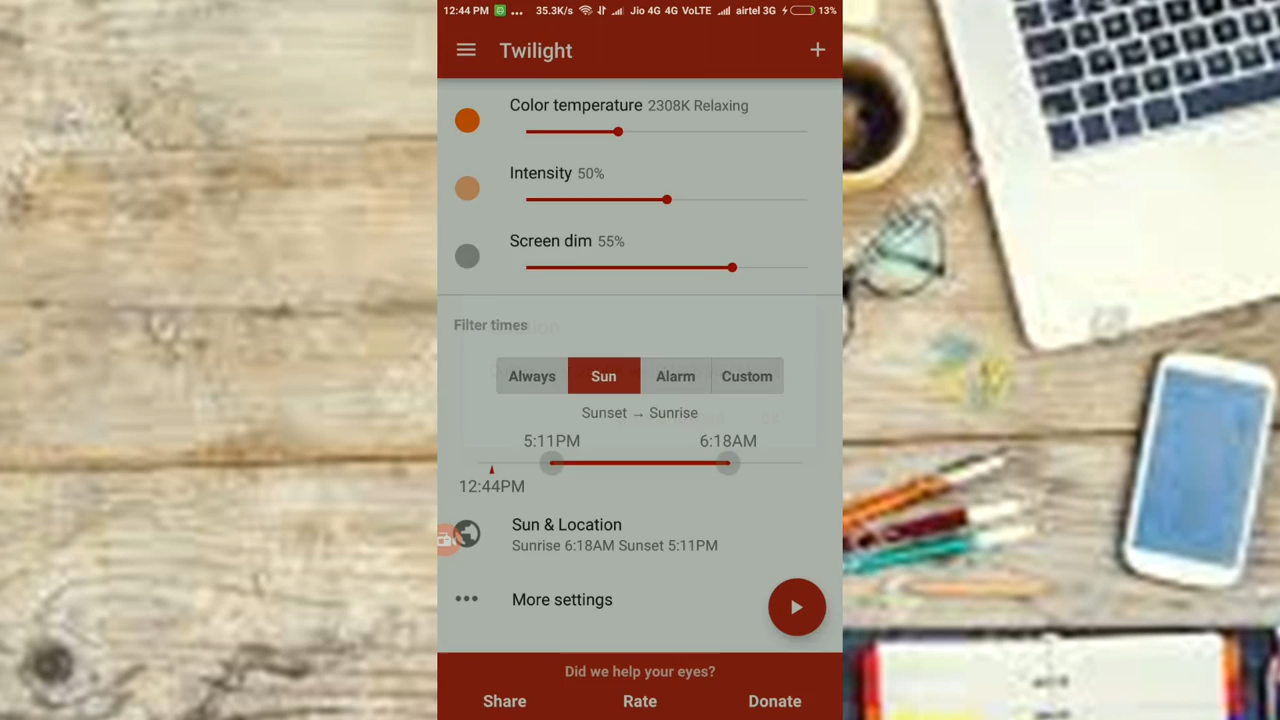 12:44 PM ... 35.3K/s Jio 4G 4G VoLTE airtel 3G 13%
Twilight
Color temperature 2308K Relaxing
Intensity 50%
Screen dim 55%
Filter times
Always Sun Alarm Custom
Sunset → Sunrise
5:11PM 6:18AM
12:44PM
Sun & Location
Sunrise 6:18AM Sunset 5:11PM
More settings
Did we help your eyes?
Share Rate Donate